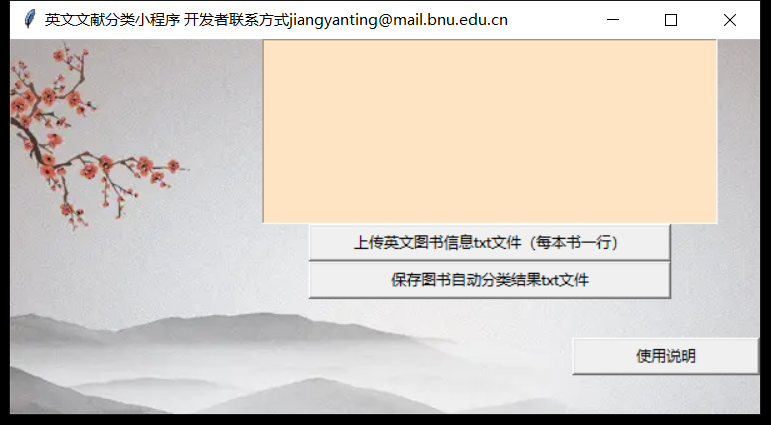 英文文献分类小程序 开发者联系方式jiangyanting@mail.bnu.edu.cn
上传英文图书信息txt文件（每本书一行）
保存图书自动分类结果txt文件
使用说明